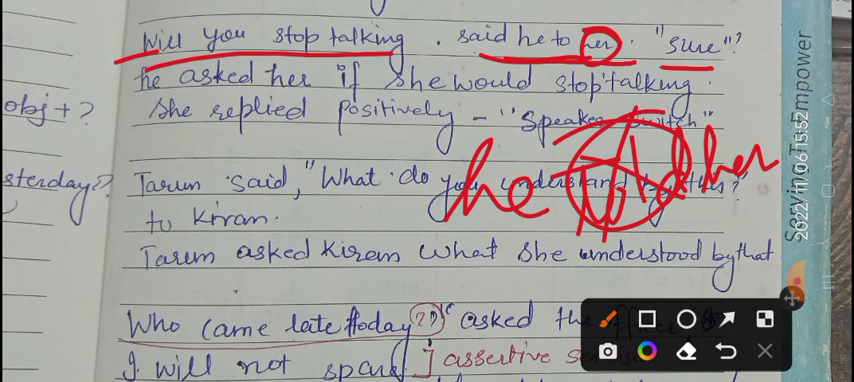 Will you stop talking. said he to her. "sure"?
he asked her if she would stop talking.
obj + ?
She replied positively - "Speaker switch"
he told her
sterday??
Tarun said, "What do you understand by this?"
to Kiran.
Tarun asked Kiran what she understood by that
Who came late today??" asked the
I will not spare ] assertive
Serving To Empower
2022/11/06 15:52